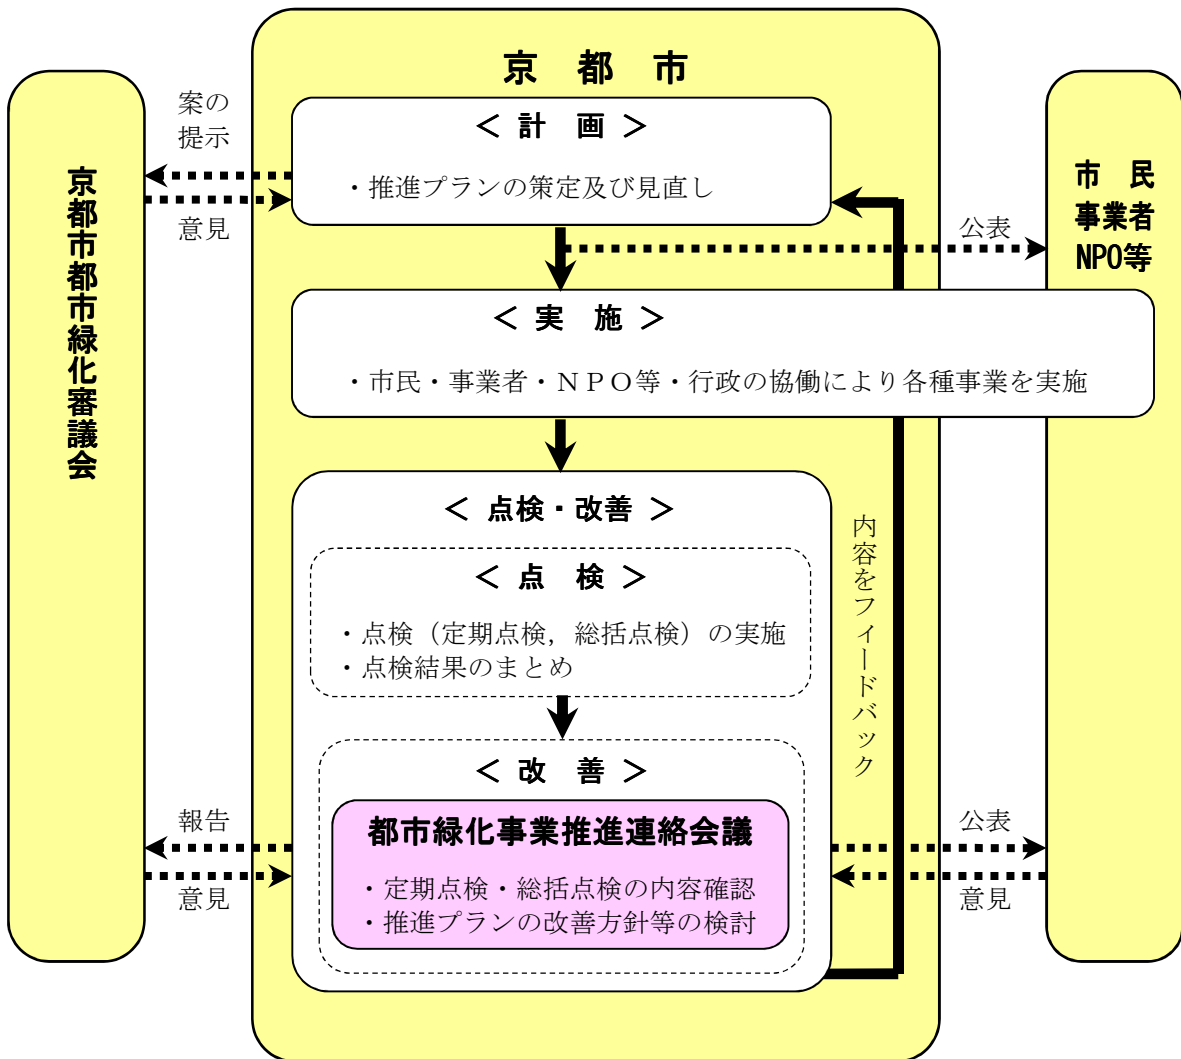 京都市
案の
提示
意見
京都市都市緑化審議会
＜ 計 画 ＞
・推進プランの策定及び見直し
公表
市 民
事業者
NPO等
＜ 実 施 ＞
・市民・事業者・ＮＰＯ等・行政の協働により各種事業を実施
＜ 点検・改善 ＞
＜ 点 検 ＞
・点検（定期点検，総括点検）の実施
・点検結果のまとめ
内容をフィードバック
＜ 改 善 ＞
都市緑化事業推進連絡会議
・定期点検・総括点検の内容確認
・推進プランの改善方針等の検討
報告
意見
公表
意見